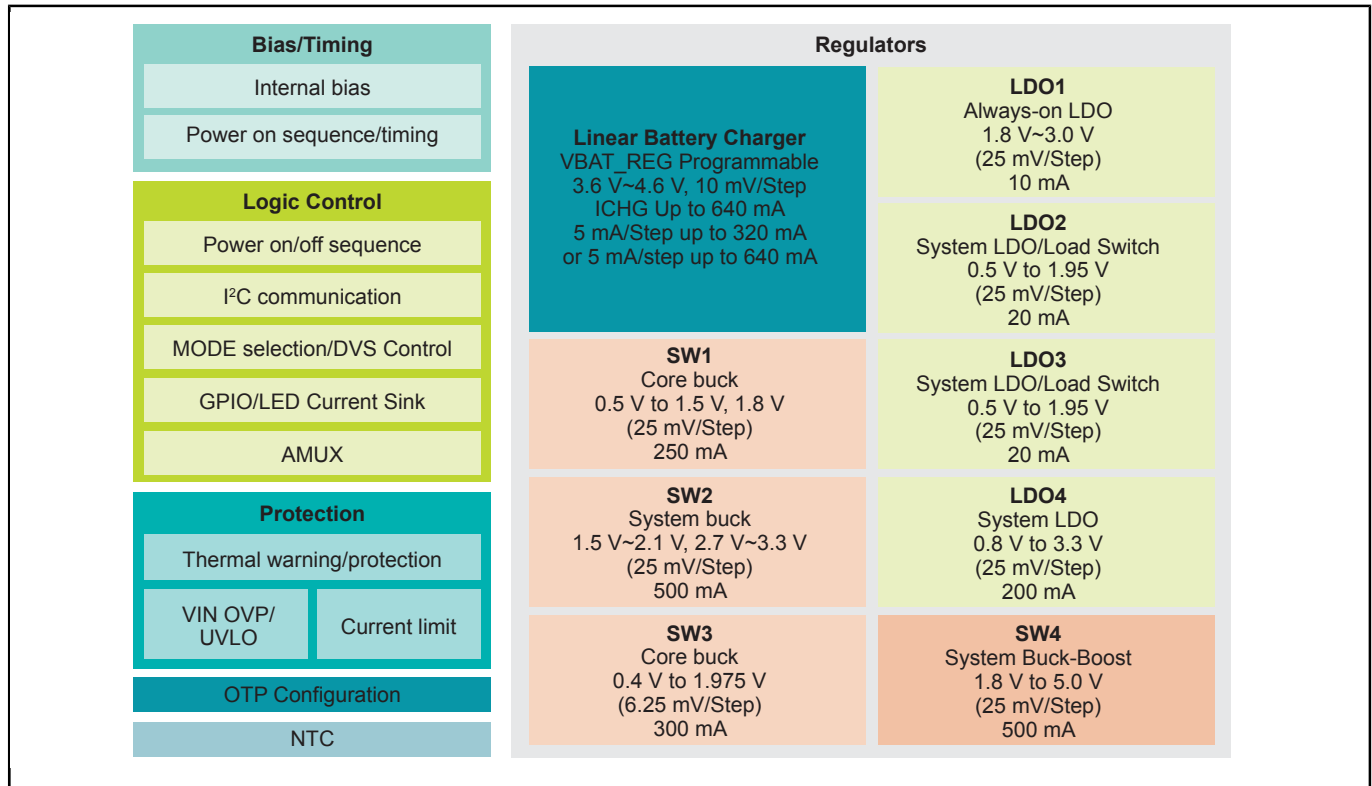 Bias/Timing
Internal bias
Power on sequence/timing
Logic Control
Power on/off sequence
I²C communication
MODE selection/DVS Control
GPIO/LED Current Sink
AMUX
Protection
Thermal warning/protection
VIN OVP/
UVLO
Current limit
OTP Configuration
NTC
Regulators
Linear Battery Charger
VBAT_REG Programmable
3.6 V~4.6 V, 10 mV/Step
ICHG Up to 640 mA
5 mA/Step up to 320 mA
or 5 mA/step up to 640 mA
SW1
Core buck
0.5 V to 1.5 V, 1.8 V
(25 mV/Step)
250 mA
SW2
System buck
1.5 V~2.1 V, 2.7 V~3.3 V
(25 mV/Step)
500 mA
SW3
Core buck
0.4 V to 1.975 V
(6.25 mV/Step)
300 mA
LDO1
Always-on LDO
1.8 V~3.0 V
(25 mV/Step)
10 mA
LDO2
System LDO/Load Switch
0.5 V to 1.95 V
(25 mV/Step)
20 mA
LDO3
System LDO/Load Switch
0.5 V to 1.95 V
(25 mV/Step)
20 mA
LDO4
System LDO
0.8 V to 3.3 V
(25 mV/Step)
200 mA
SW4
System Buck-Boost
1.8 V to 5.0 V
(25 mV/Step)
500 mA